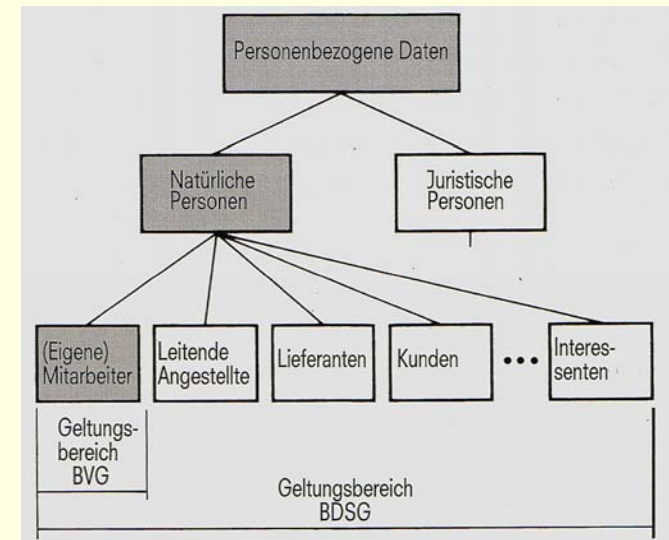 Personenbezogene Daten
Natürliche
Personen
Juristische
Personen
(Eigene)
Mitarbeiter
Leitende
Angestellte
Lieferanten
Kunden
•••
Interes-
senten
Geltungs-
bereich
BVG
Geltungsbereich
BDSG